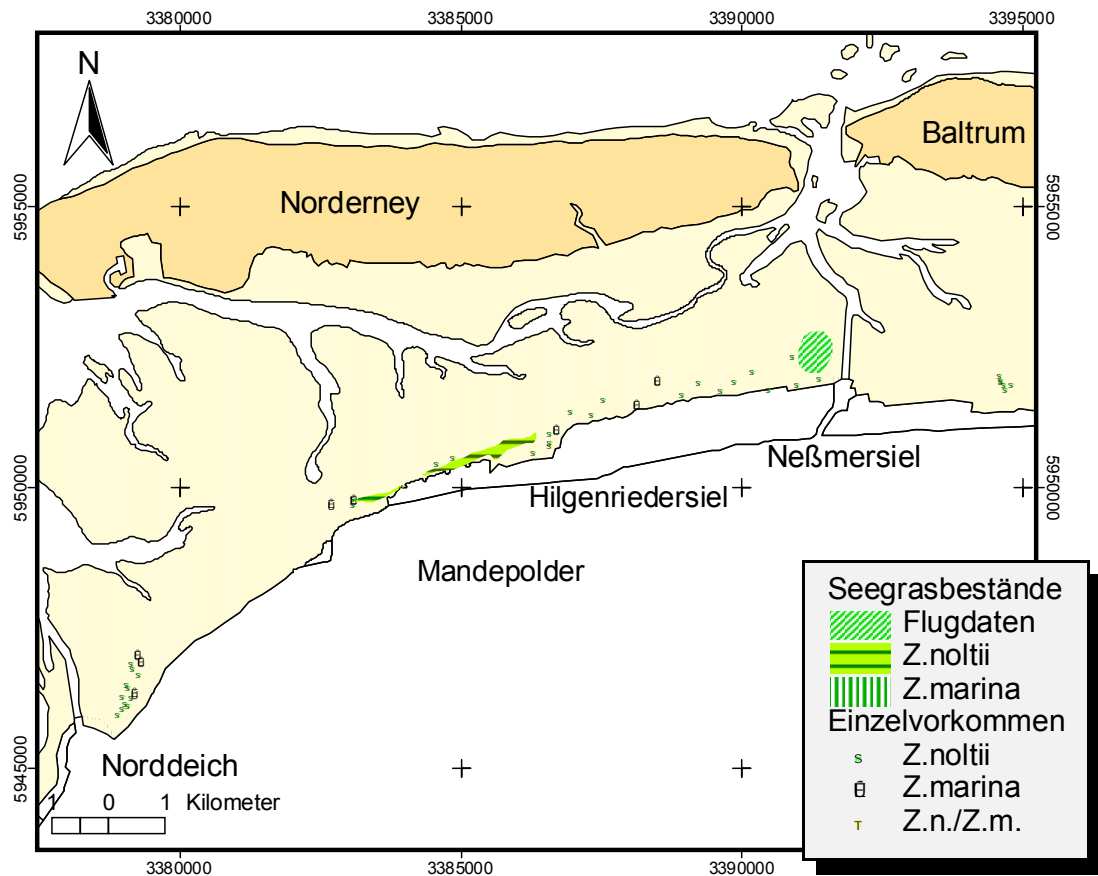 3380000 3385000 3390000 3395000
N
Baltrum
Norderney
5955000 5955000
Neßmersiel
5950000 5950000
Hilgenriedersiel
Mandepolder
Seegrasbestände
Flugdaten
Z.noltii
Z.marina
Einzelvorkommen
s Z.noltii
Z.marina
T Z.n./Z.m.
5945000
Norddeich
1 0 1 Kilometer
3380000 3385000 3390000